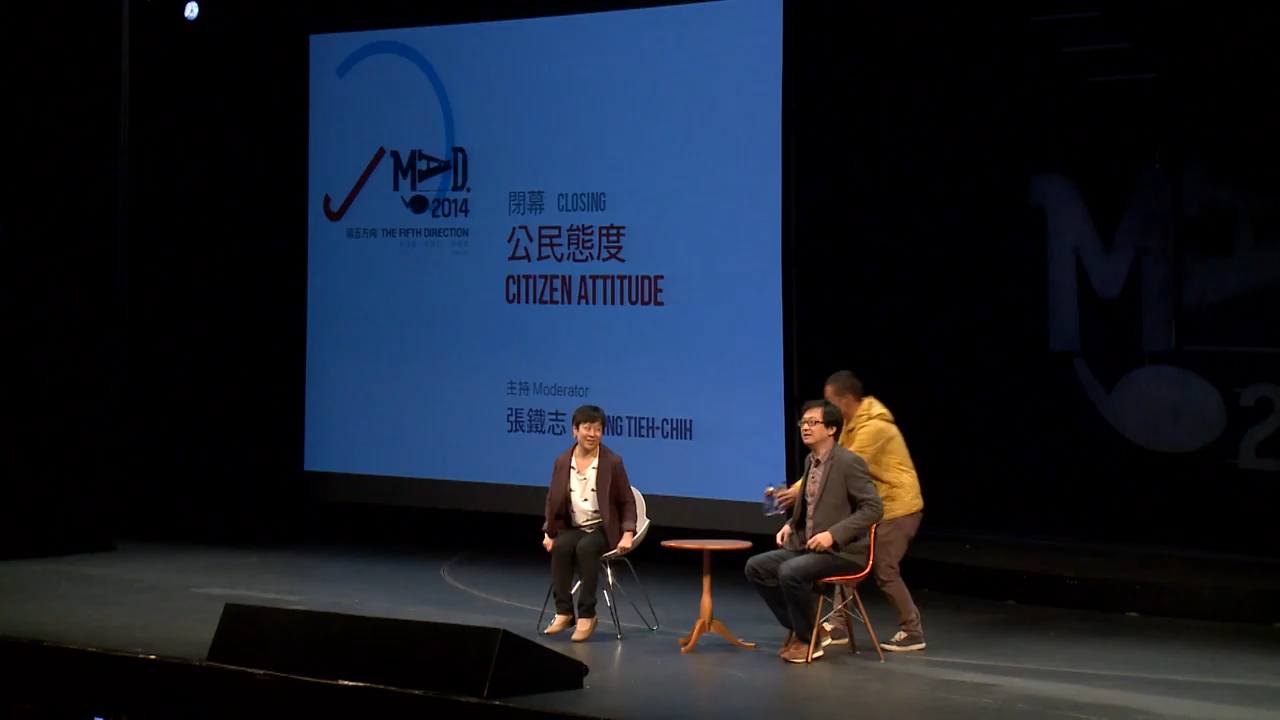 MAD.
2014
第五方向 THE FIFTH DIRECTION
閉幕 CLOSING
公民態度
CITIZEN ATTITUDE
主持 Moderator
張鐵志 NG TIEH-CHIH
M
2